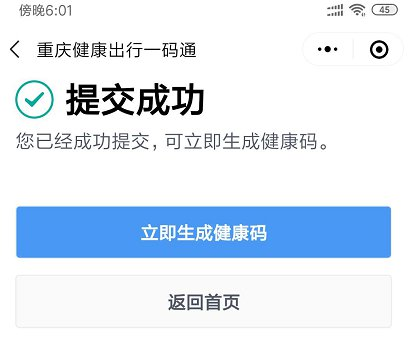 傍晚6:01
45
重庆健康出行一码通
提交成功
您已经成功提交，可立即生成健康码。
立即生成健康码
返回首页